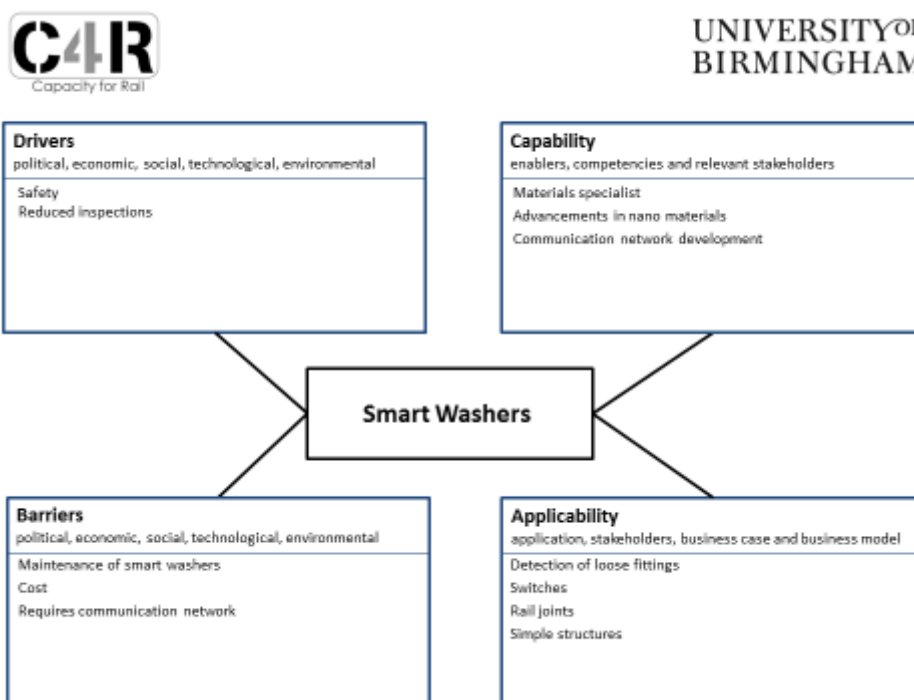 C4R
Capacity for Rail
UNIVERSITY OF
BIRMINGHAM
Drivers
political, economic, social, technological, environmental
Safety
Reduced inspections
Capability
enablers, competencies and relevant stakeholders
Materials specialist
Advancements in nano materials
Communication network development
Smart Washers
Barriers
political, economic, social, technological, environmental
Maintenance of smart washers
Cost
Requires communication network
Applicability
application, stakeholders, business case and business model
Detection of loose fittings
Switches
Rail joints
Simple structures